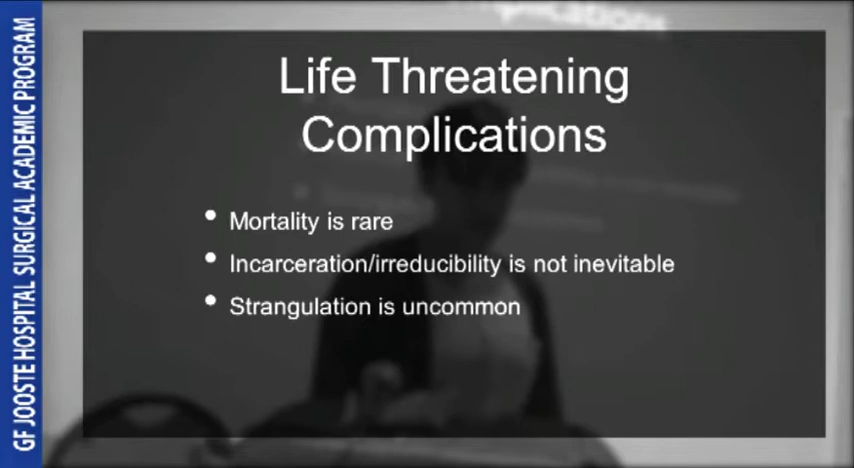 GF JOOSTE HOSPITAL SURGICAL ACADEMIC PROGRAM
Life Threatening
Complications
• Mortality is rare
• Incarceration/irreducibility is not inevitable
• Strangulation is uncommon